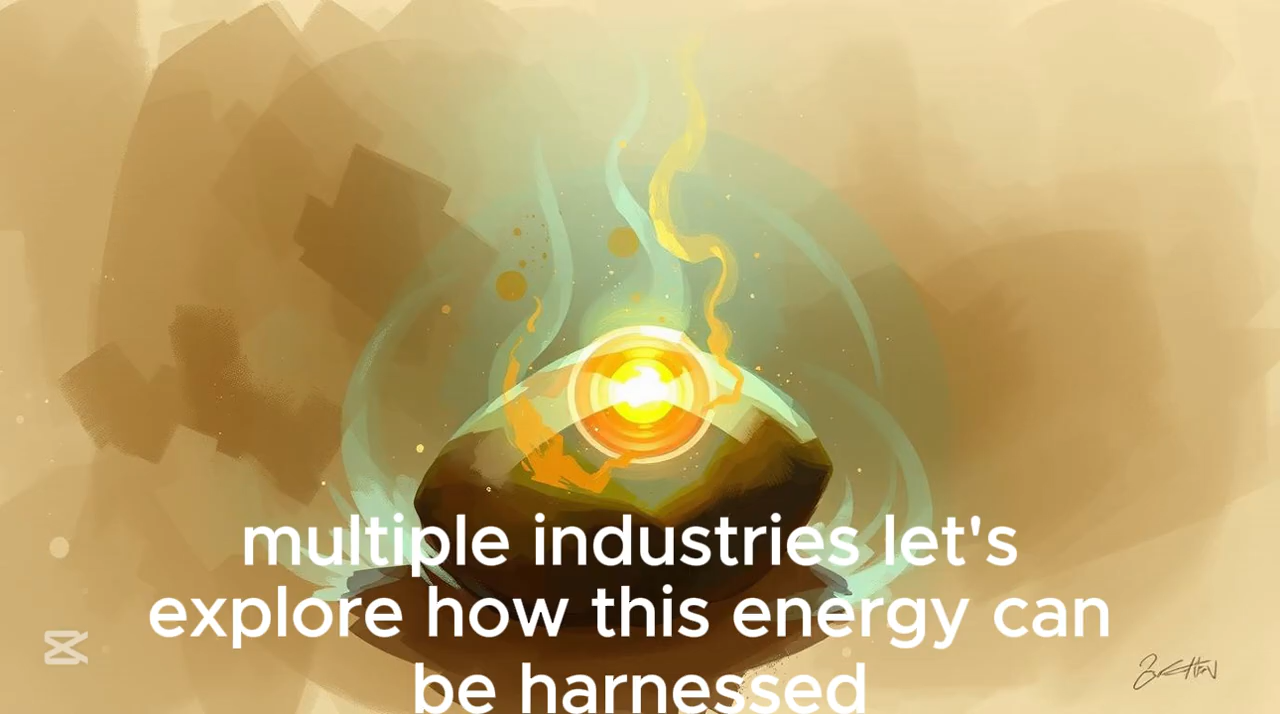 multiple industries let's
explore how this energy can
be harnessed